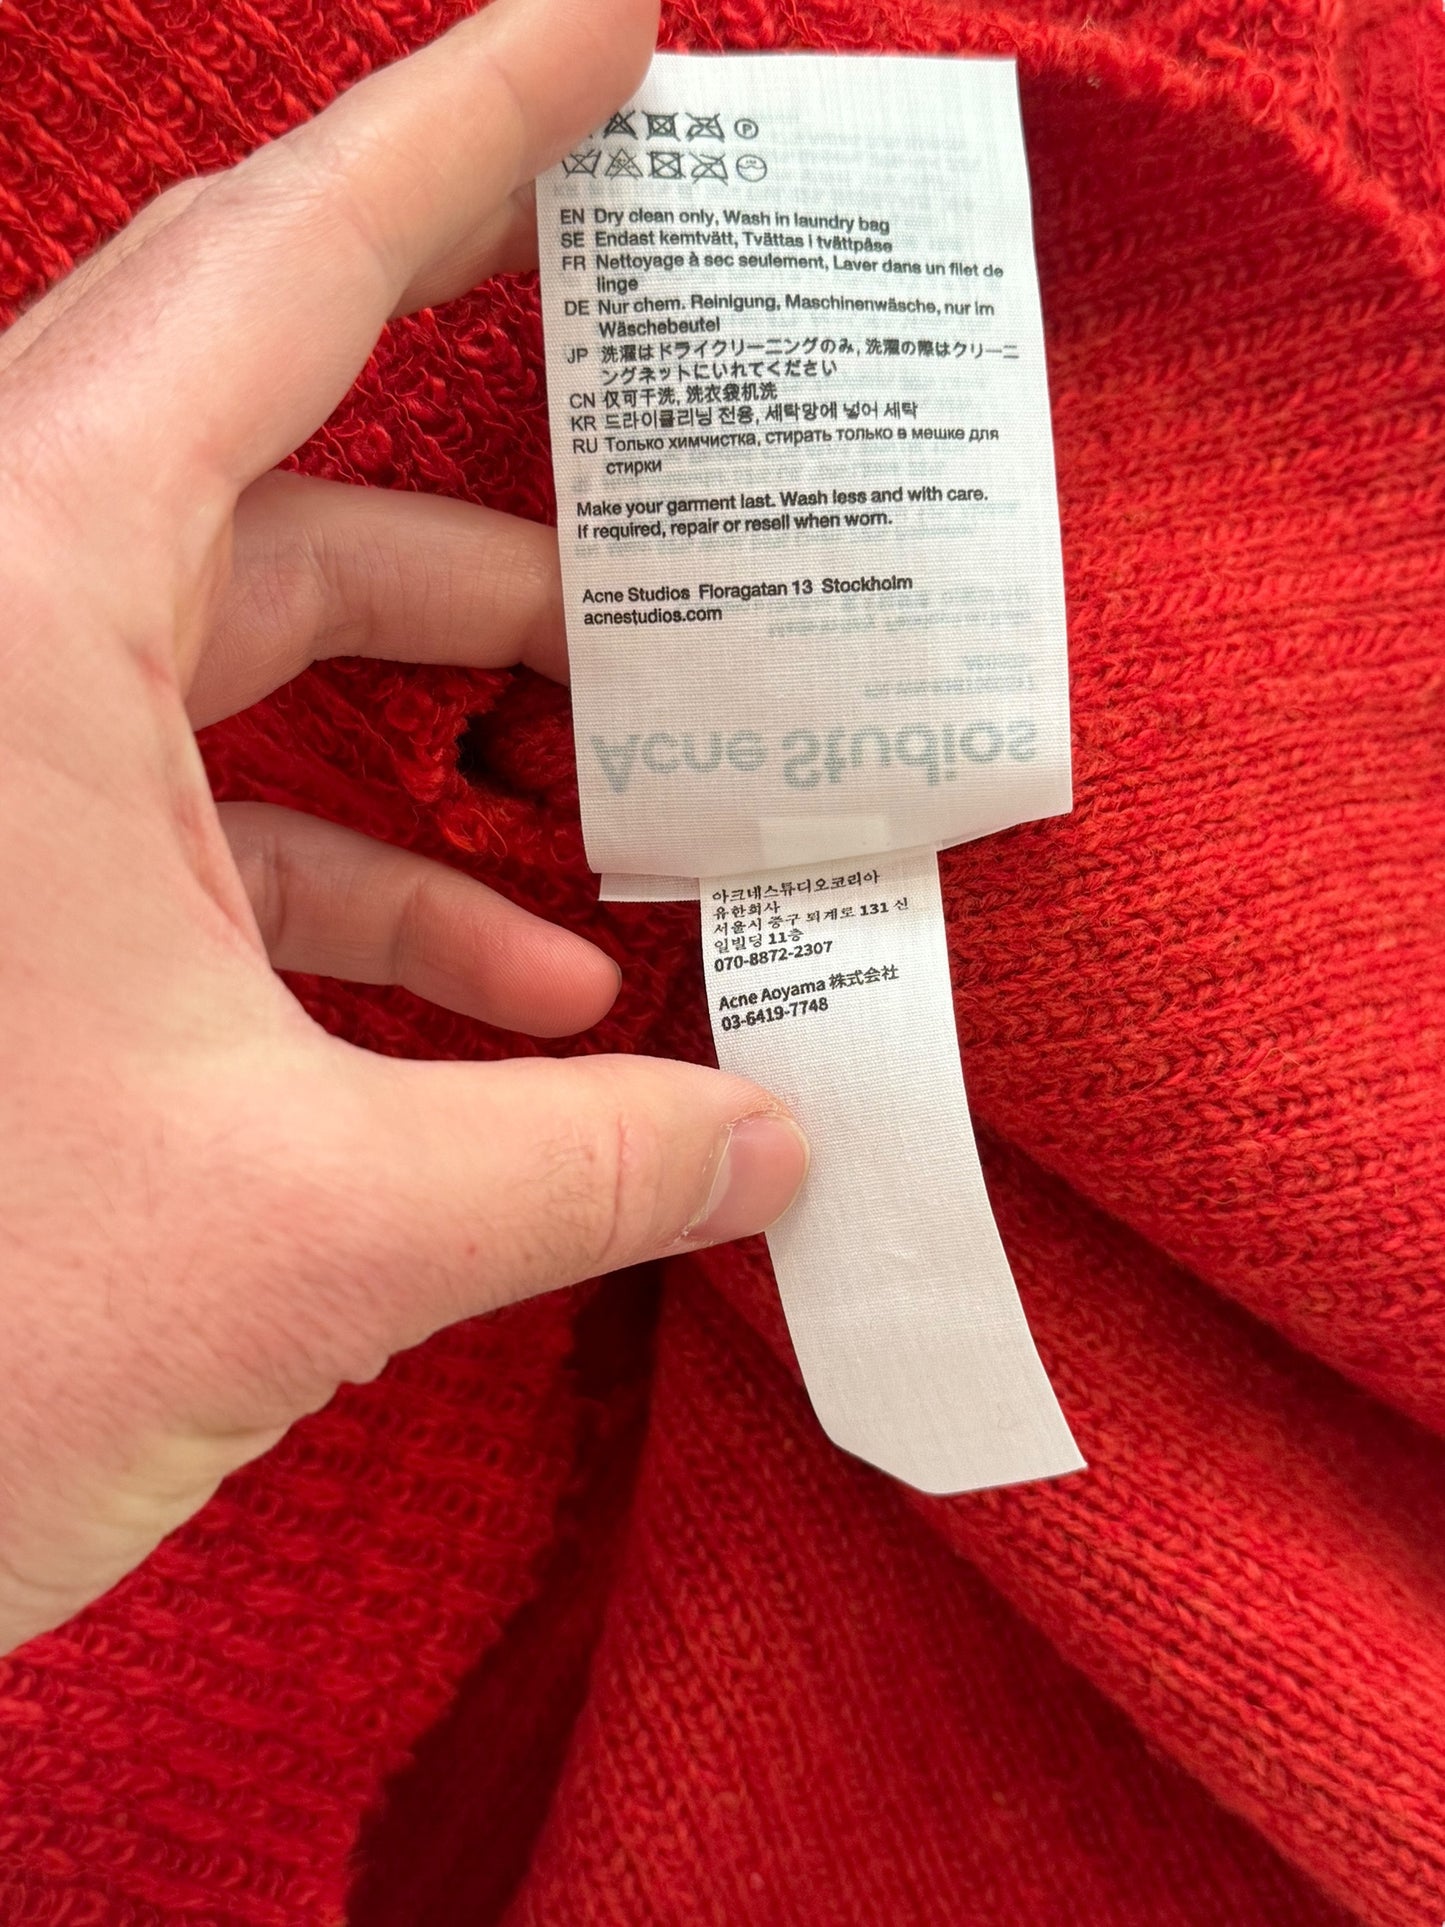 EN Dry clean only, Wash in laundry bag
SE Endast kemtvätt, Tvättas i tvättpåse
FR Nettoyage à sec seulement, Laver dans un filet de
linge
DE Nur chem. Reinigung, Maschinenwäsche, nur im
Wäschebeutel
JP 洗濯はドライクリーニングのみ, 洗濯の際はクリーニ
ングネットにいれてください
CN 仅可干洗, 洗衣袋机洗
KR 드라이클리닝 전용, 세탁망에 넣어 세탁
RU Только химчистка, стирать только в мешке для
стирки
Make your garment last. Wash less and with care.
If required, repair or resell when worn.
Acne Studios Floragatan 13 Stockholm
acnestudios.com
Acne Studios
아크네스튜디오코리아
유한회사
서울시 중구 퇴계로 131 신
일빌딩 11층
070-8872-2307
Acne Aoyama 株式会社
03-6419-7748